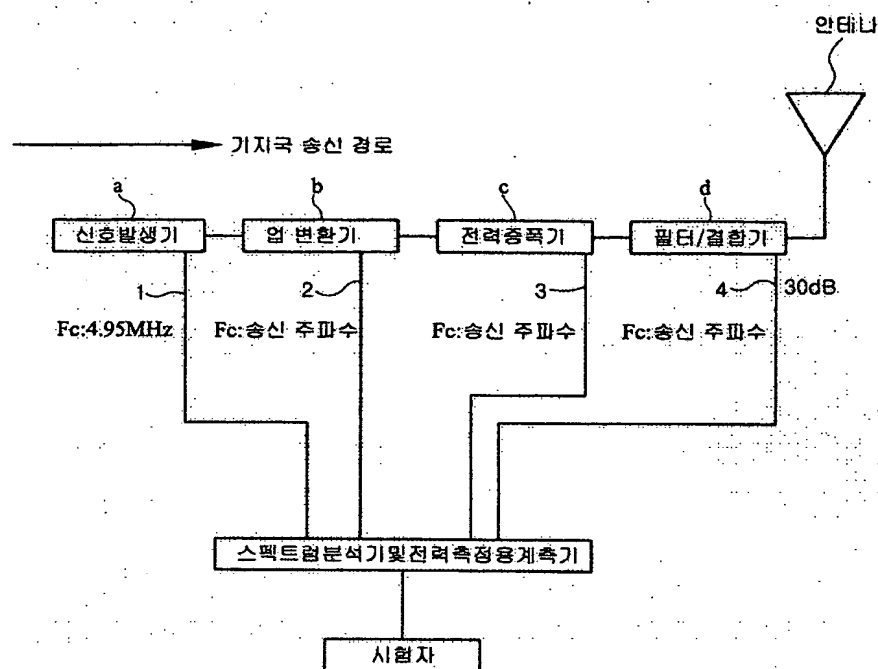 안테나
기지국 송신 경로
a
b
c
d
신호발생기
업 변환기
전력증폭기
필터/결합기
1
2
3
4
30dB
Fc:4.95MHz
Fc:송신 주파수
Fc:송신 주파수
Fc:송신 주파수
스펙트럼분석기및전력측정용계측기
시험자